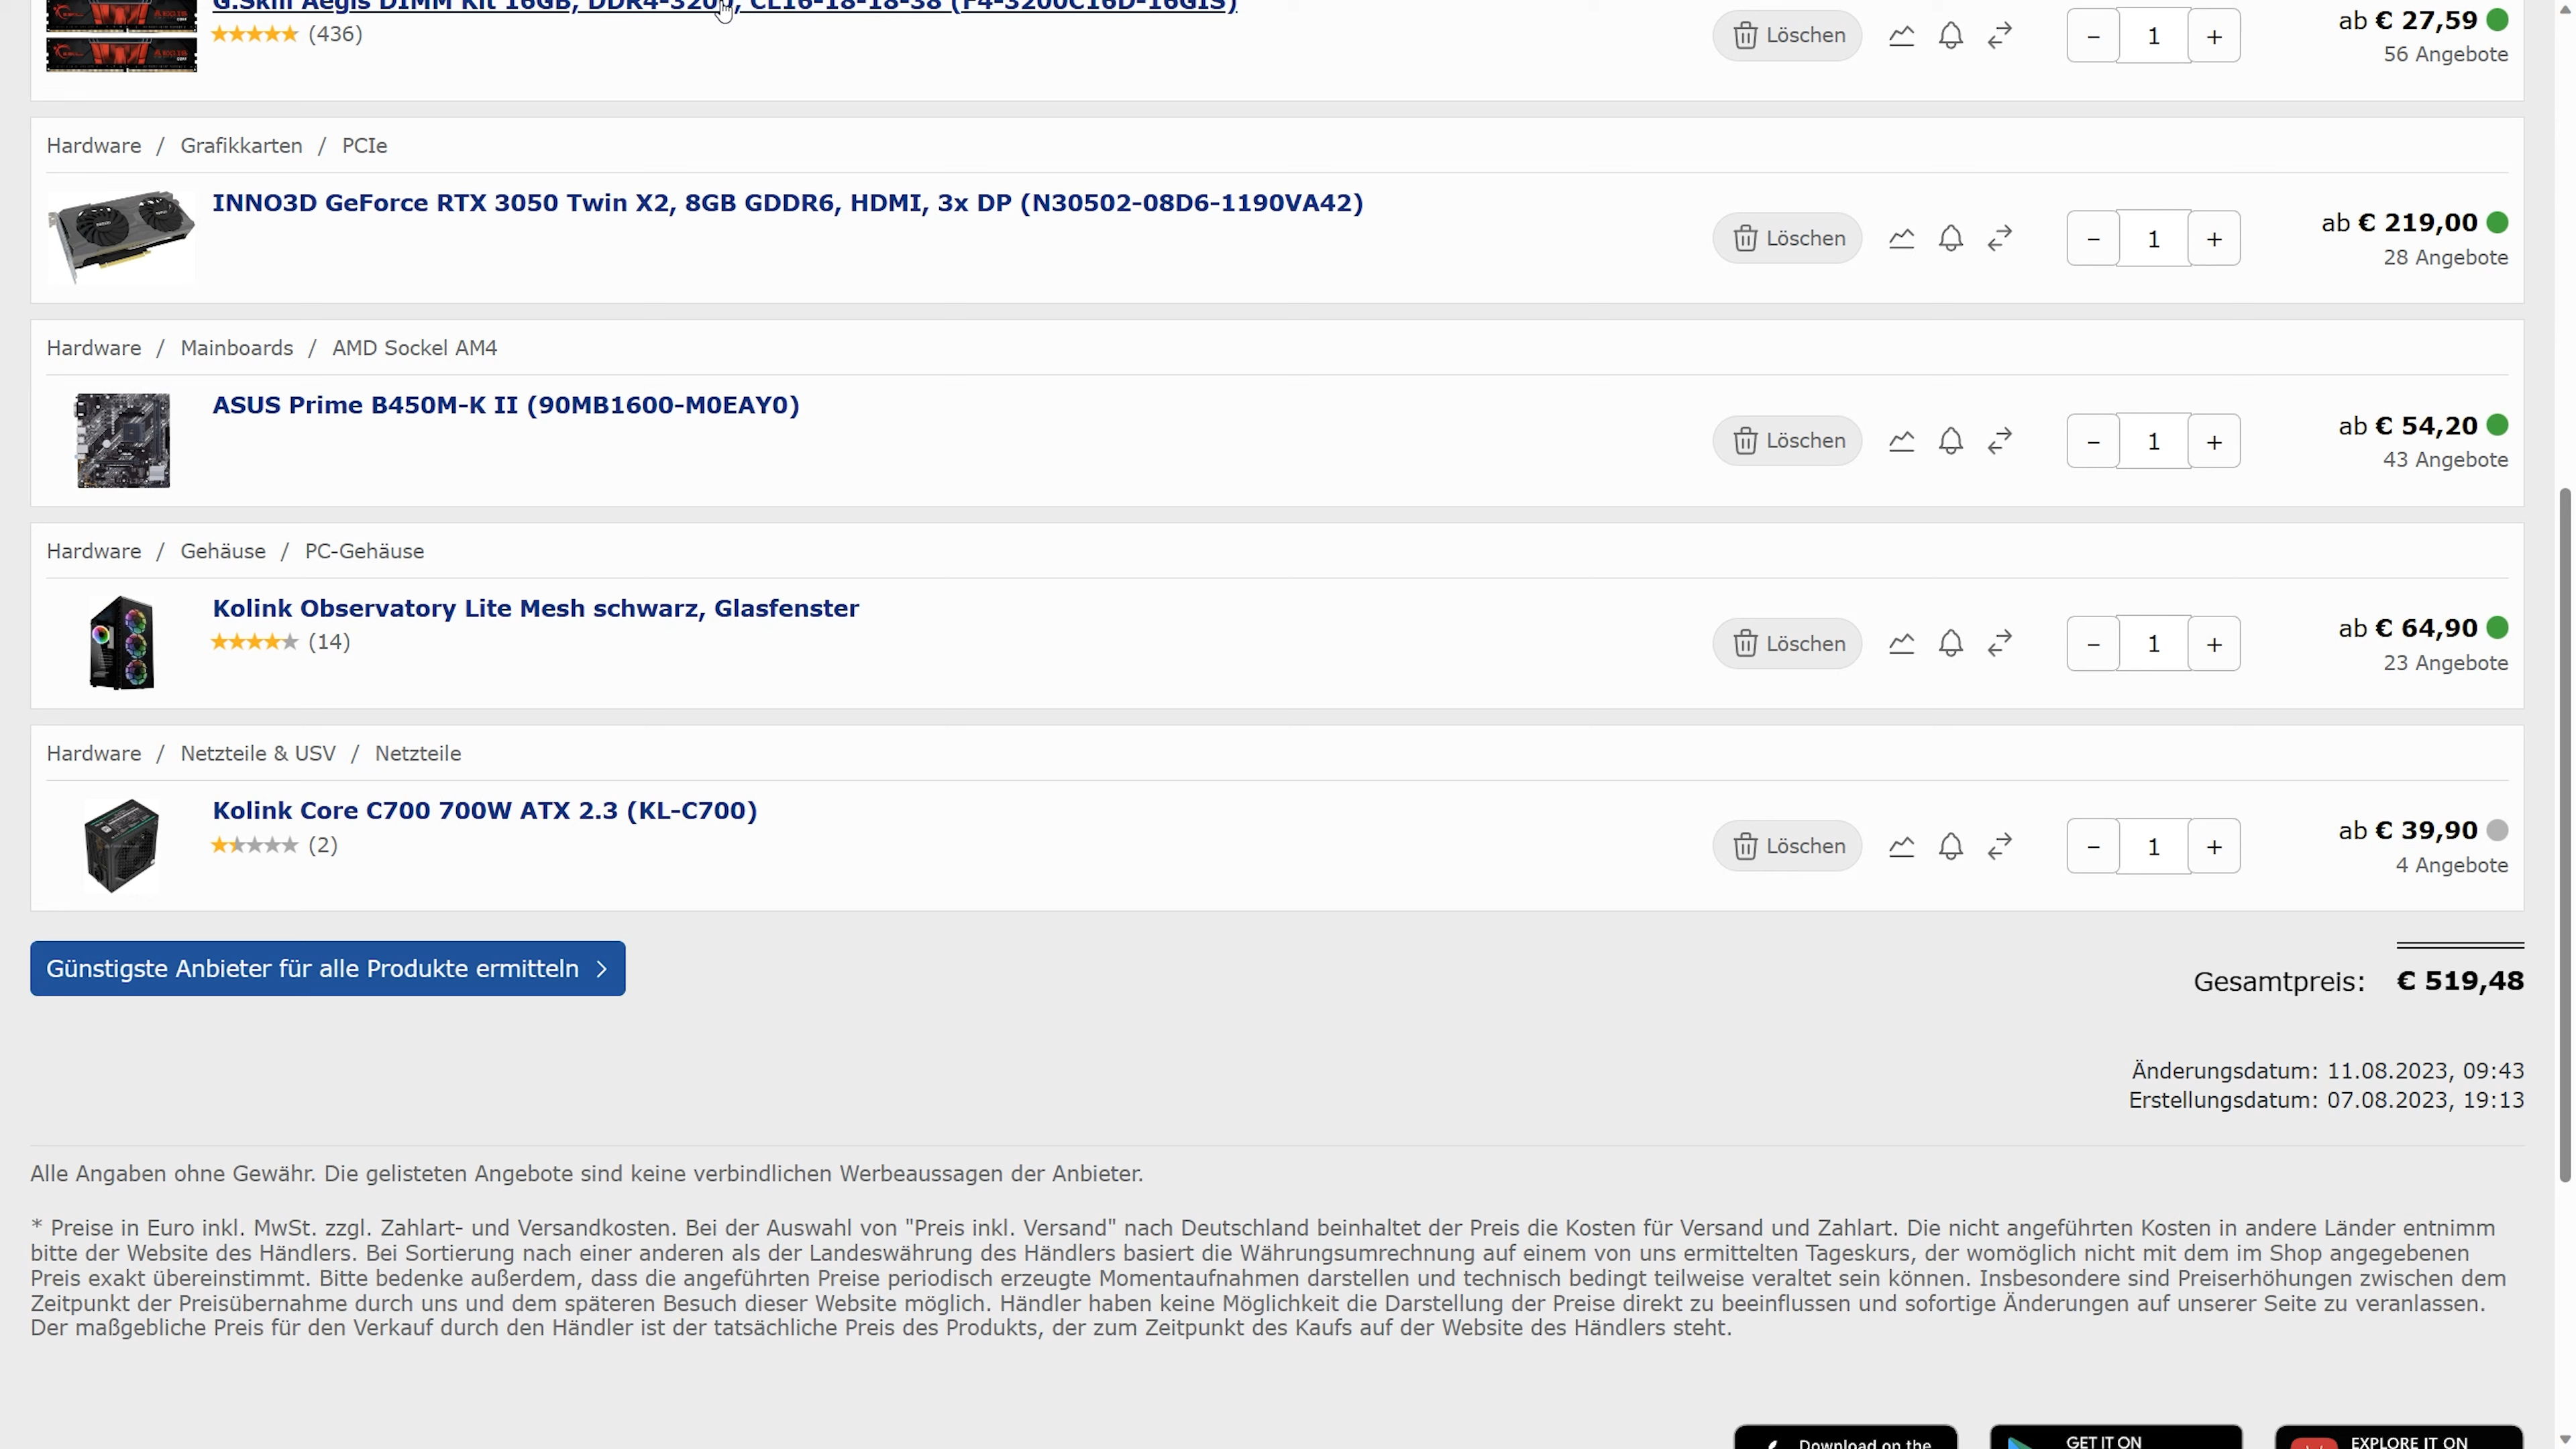 G.Skill Aegis DIMM Kit 16GB, DDR4-3200, CL16-18-18-38 (F4-3200C16D-16GIS)
(436)
Löschen
− 1 +
ab € 27,59
56 Angebote
Hardware / Grafikkarten / PCIe
INNO3D GeForce RTX 3050 Twin X2, 8GB GDDR6, HDMI, 3x DP (N30502-08D6-1190VA42)
Löschen
− 1 +
ab € 219,00
28 Angebote
Hardware / Mainboards / AMD Sockel AM4
ASUS Prime B450M-K II (90MB1600-M0EAY0)
Löschen
− 1 +
ab € 54,20
43 Angebote
Hardware / Gehäuse / PC-Gehäuse
Kolink Observatory Lite Mesh schwarz, Glasfenster
(14)
Löschen
− 1 +
ab € 64,90
23 Angebote
Hardware / Netzteile & USV / Netzteile
Kolink Core C700 700W ATX 2.3 (KL-C700)
(2)
Löschen
− 1 +
ab € 39,90
4 Angebote
Günstigste Anbieter für alle Produkte ermitteln
Gesamtpreis: € 519,48
Änderungsdatum: 11.08.2023, 09:43
Erstellungsdatum: 07.08.2023, 19:13
Alle Angaben ohne Gewähr. Die gelisteten Angebote sind keine verbindlichen Werbeaussagen der Anbieter.
* Preise in Euro inkl. MwSt. zzgl. Zahlart- und Versandkosten. Bei der Auswahl von "Preis inkl. Versand" nach Deutschland beinhaltet der Preis die Kosten für Versand und Zahlart. Die nicht angeführten Kosten in andere Länder entnimm
bitte der Website des Händlers. Bei Sortierung nach einer anderen als der Landeswährung des Händlers basiert die Währungsumrechnung auf einem von uns ermittelten Tageskurs, der womöglich nicht mit dem im Shop angegebenen
Preis exakt übereinstimmt. Bitte bedenke außerdem, dass die angeführten Preise periodisch erzeugte Momentaufnahmen darstellen und technisch bedingt teilweise veraltet sein können. Insbesondere sind Preiserhöhungen zwischen dem
Zeitpunkt der Preisübernahme durch uns und dem späteren Besuch dieser Website möglich. Händler haben keine Möglichkeit die Darstellung der Preise direkt zu beeinflussen und sofortige Änderungen auf unserer Seite zu veranlassen.
Der maßgebliche Preis für den Verkauf durch den Händler ist der tatsächliche Preis des Produkts, der zum Zeitpunkt des Kaufs auf der Website des Händlers steht.
Download on the
GET IT ON
EXPLORE IT ON